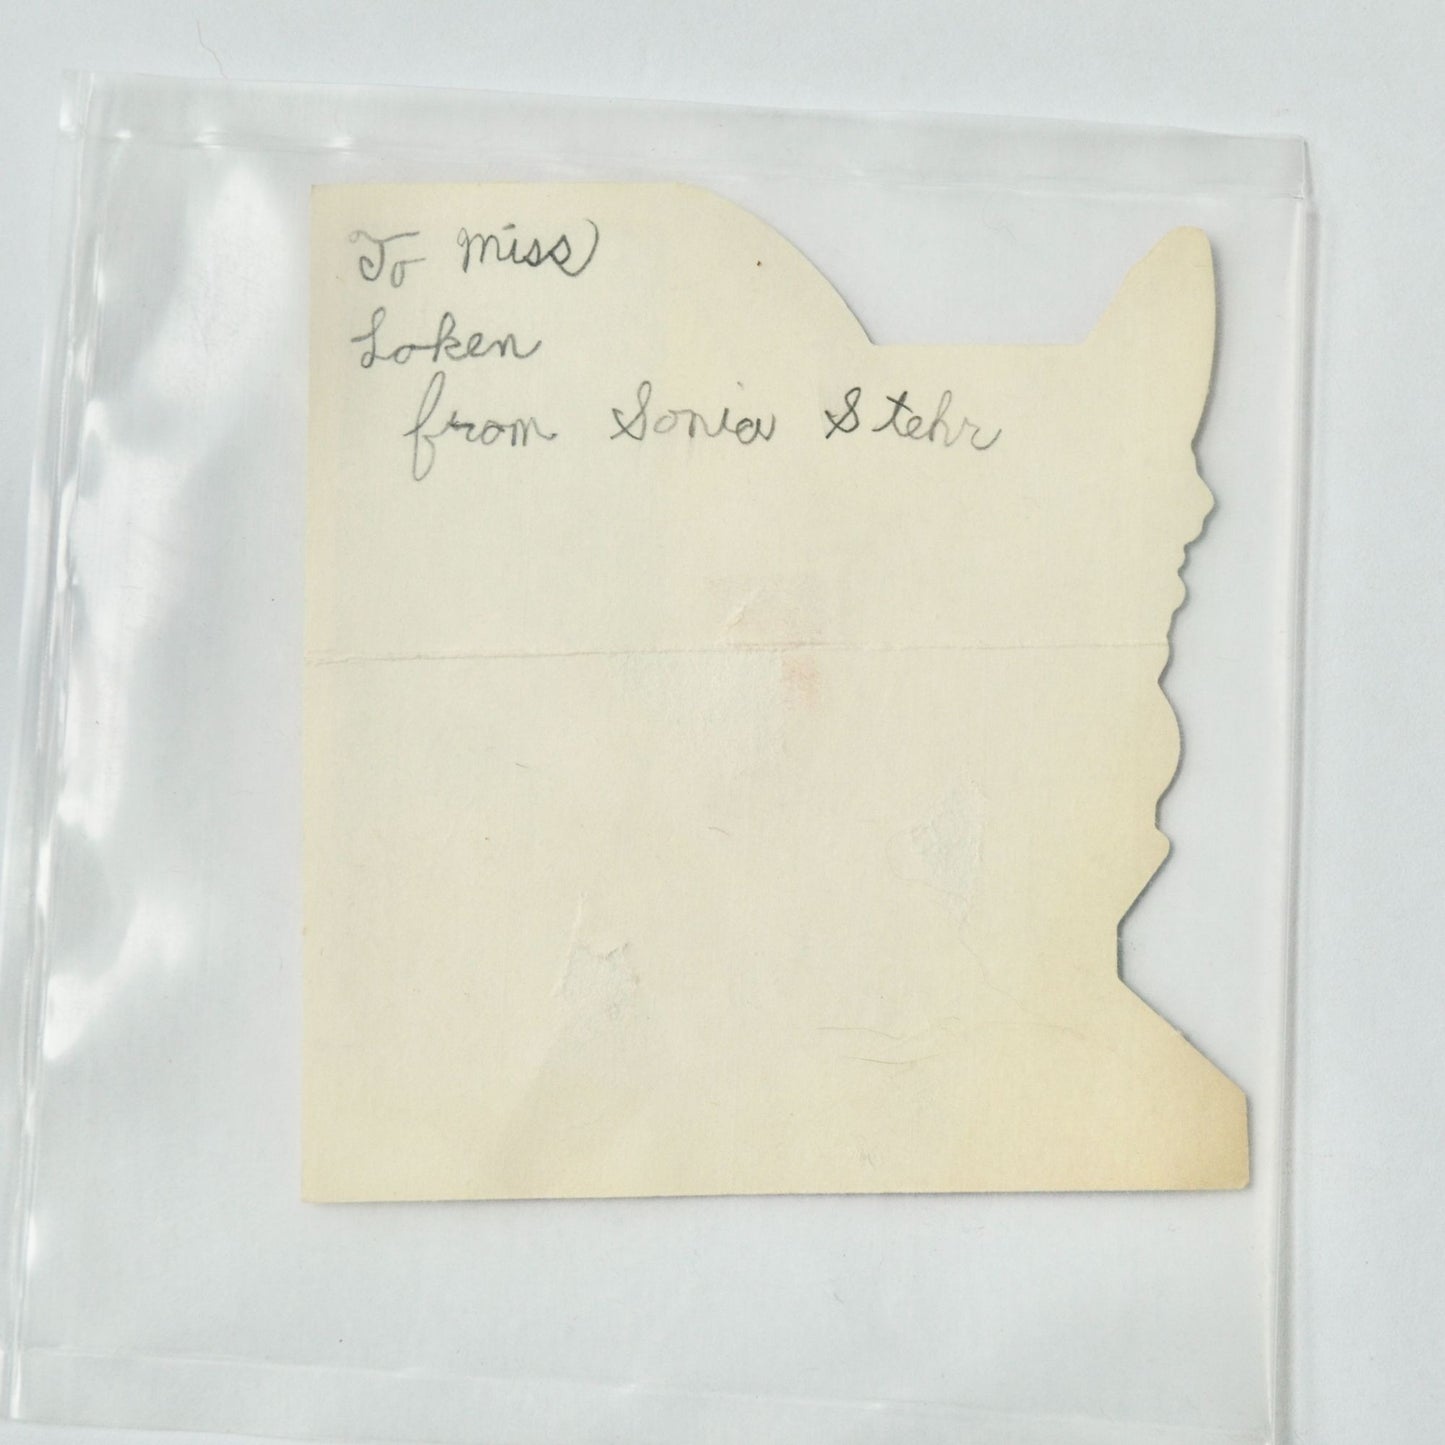 To Miss
Loken
from Sonia Stehr